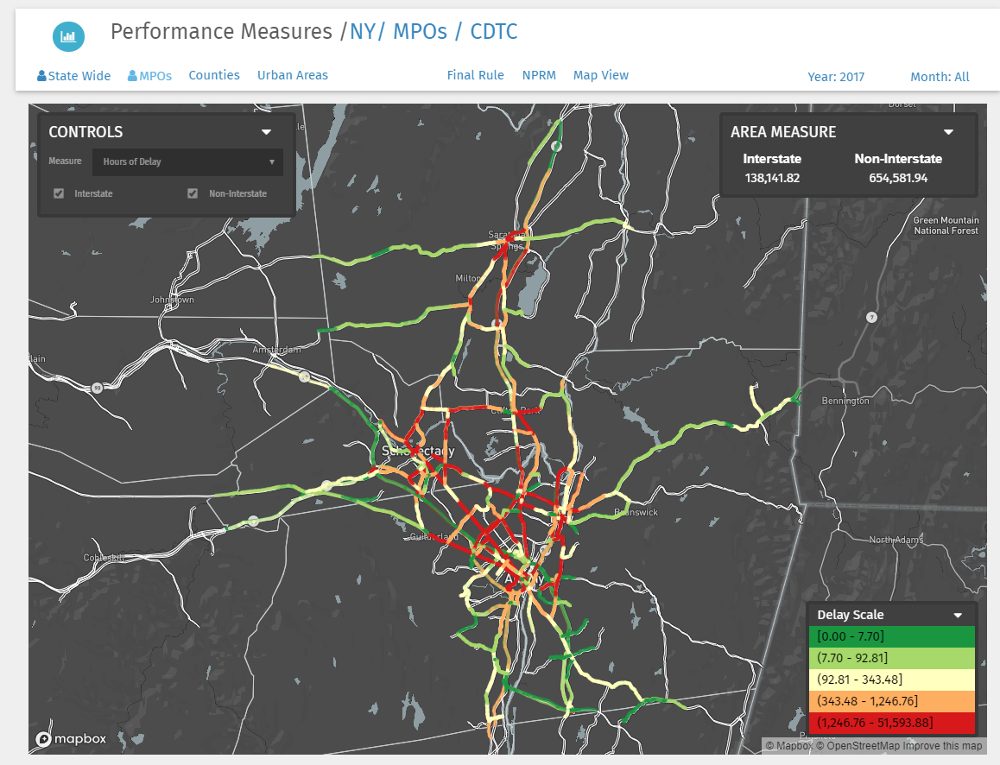 Performance Measures /NY/ MPOs / CDTC
State Wide MPOs Counties Urban Areas Final Rule NPRM Map View Year: 2017 Month: All
Dorset
CONTROLS
Measure Hours of Delay
Interstate Non-Interstate
AREA MEASURE
Interstate Non-Interstate
138,141.82 654,581.94
Green Mountain
National Forest
Saratoga
Springs
Milton
Johnstown
7
Amsterdam
90
Bennington
Schenectady
Brunswick
Guilderland
North Adams
Cobleskill
Albany
Delay Scale
[0.00 - 7.70]
(7.70 - 92.81]
(92.81 - 343.48]
(343.48 - 1,246.76]
(1,246.76 - 51,593.88]
mapbox
© Mapbox © OpenStreetMap Improve this map